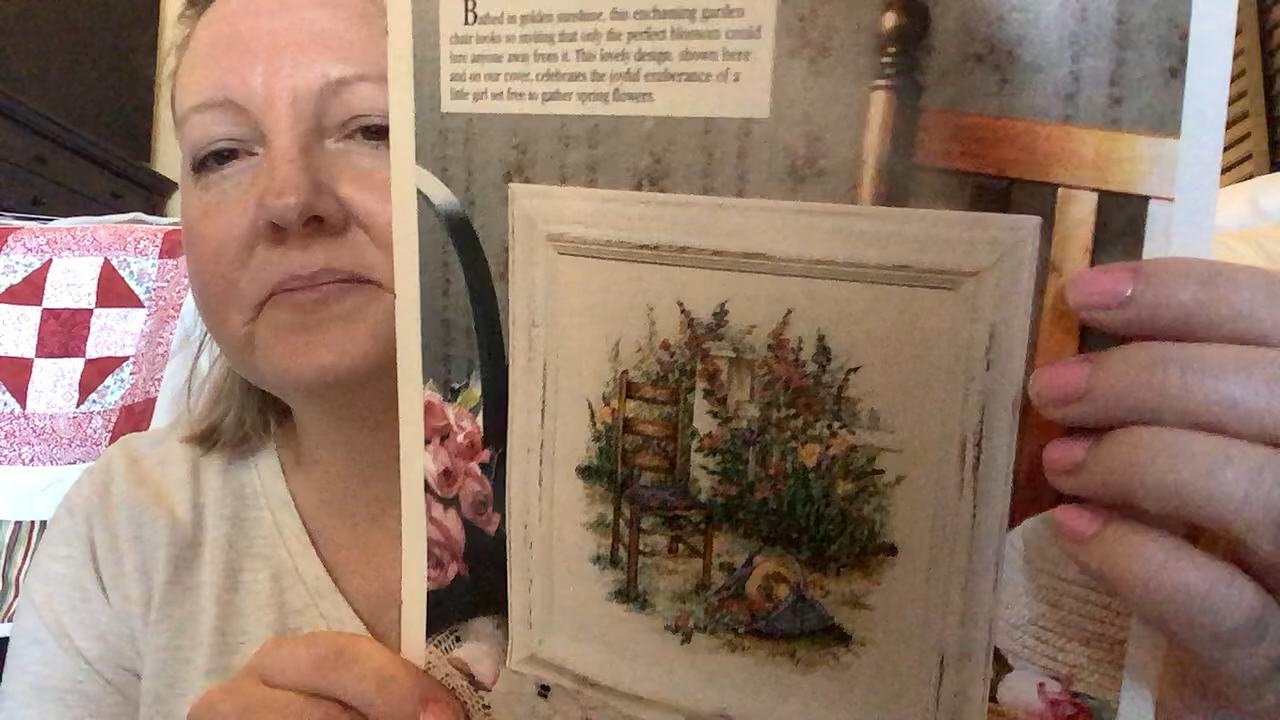 Bathed in golden sunshine, this enchanting garden
chair looks so inviting that only the perfect blossom could
lure anyone away from it. This lovely design, shown here
and on our cover, celebrates the joyful exuberance of a
little girl set free to gather spring flowers.